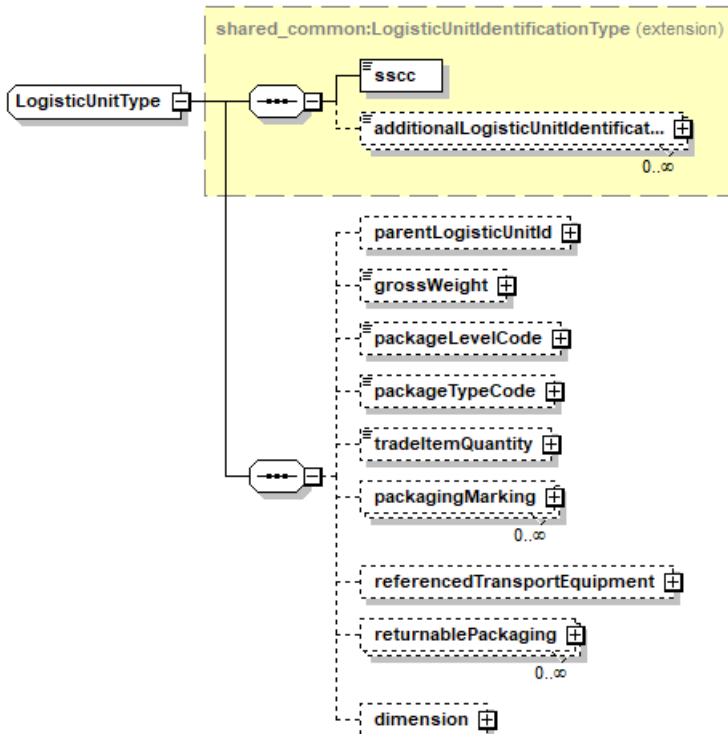 shared_common:LogisticUnitIdentificationType (extension)
LogisticUnitType
sscc
additionalLogisticUnitIdentificat...
0..∞
parentLogisticUnitId
grossWeight
packageLevelCode
packageTypeCode
tradeItemQuantity
packagingMarking
0..∞
referencedTransportEquipment
returnablePackaging
0..∞
dimension